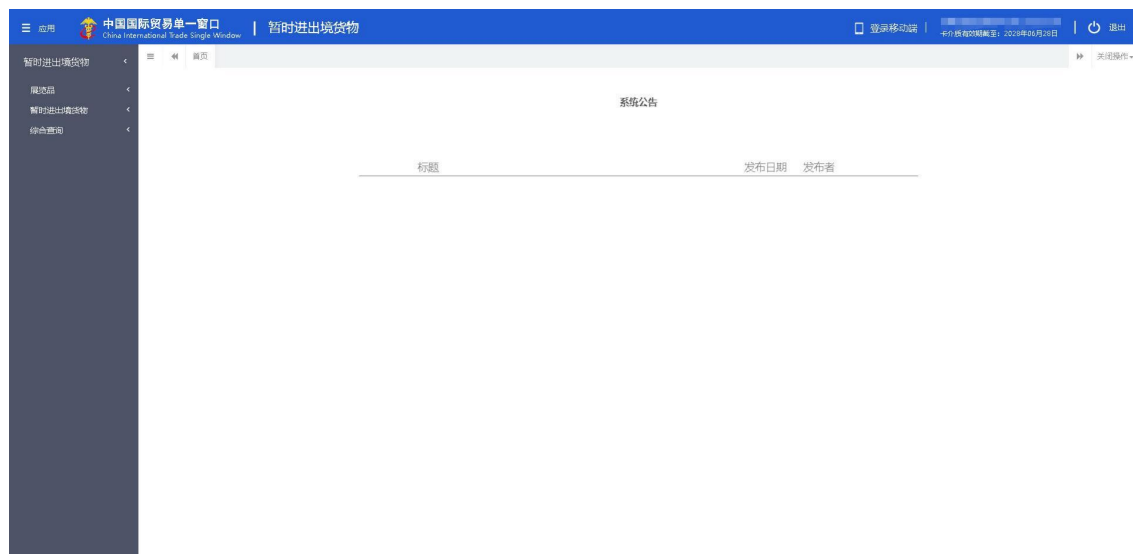 应用
中国国际贸易单一窗口
China International Trade Single Window
暂时进出境货物
登录移动端
卡介质有效期截至：2028年06月28日
退出
暂时进出境货物
首页
关闭操作
展览品
暂时进出境货物
综合查询
系统公告
标题 发布日期 发布者